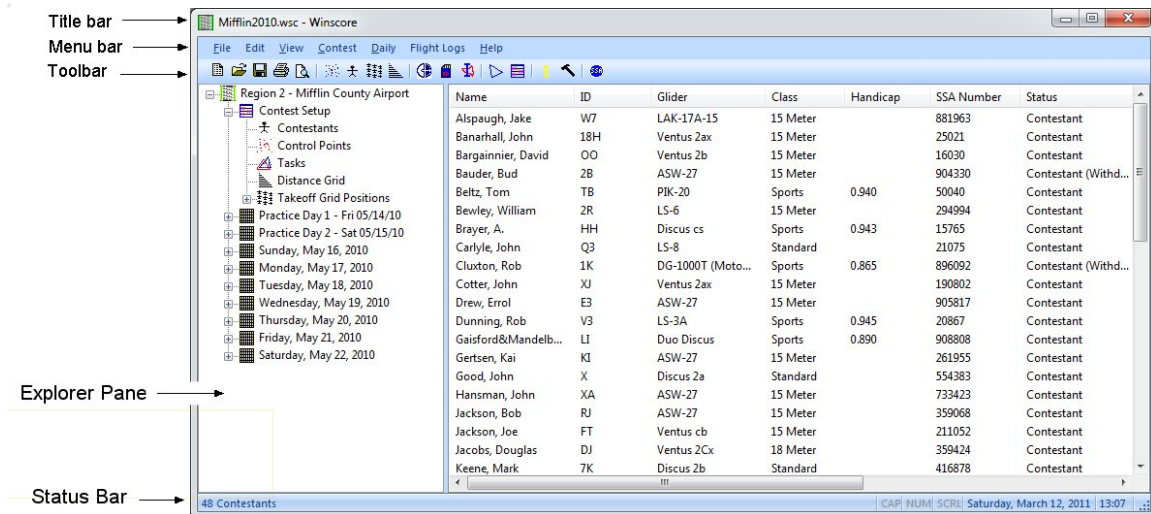 Title bar
Mifflin2010.wsc - Winscore
Menu bar
File Edit View Contest Daily Flight Logs Help
Toolbar
SSA
Region 2 - Mifflin County Airport
Contest Setup
Contestants
Control Points
Tasks
Distance Grid
Takeoff Grid Positions
Practice Day 1 - Fri 05/14/10
Practice Day 2 - Sat 05/15/10
Sunday, May 16, 2010
Monday, May 17, 2010
Tuesday, May 18, 2010
Wednesday, May 19, 2010
Thursday, May 20, 2010
Friday, May 21, 2010
Saturday, May 22, 2010
Explorer Pane
Name ID Glider Class Handicap SSA Number Status
Alspaugh, Jake W7 LAK-17A-15 15 Meter 881963 Contestant
Banarhall, John 18H Ventus 2ax 15 Meter 25021 Contestant
Bargainnier, David OO Ventus 2b 15 Meter 16030 Contestant
Bauder, Bud 2B ASW-27 15 Meter 904330 Contestant (Withd...
Beltz, Tom TB PIK-20 Sports 0.940 50040 Contestant
Bewley, William 2R LS-6 15 Meter 294994 Contestant
Brayer, A. HH Discus cs Sports 0.943 15765 Contestant
Carlyle, John Q3 LS-8 Standard 21075 Contestant
Cluxton, Rob 1K DG-1000T (Moto... Sports 0.865 896092 Contestant (Withd...
Cotter, John XJ Ventus 2ax 15 Meter 190802 Contestant
Drew, Errol E3 ASW-27 15 Meter 905817 Contestant
Dunning, Rob V3 LS-3A Sports 0.945 20867 Contestant
Gaisford&Mandelb... LI Duo Discus Sports 0.890 908808 Contestant
Gertsen, Kai KI ASW-27 15 Meter 261955 Contestant
Good, John X Discus 2a Standard 554383 Contestant
Hansman, John XA ASW-27 15 Meter 733423 Contestant
Jackson, Bob RJ ASW-27 15 Meter 359068 Contestant
Jackson, Joe FT Ventus cb 15 Meter 211052 Contestant
Jacobs, Douglas DJ Ventus 2Cx 18 Meter 359424 Contestant
Keene, Mark 7K Discus 2b Standard 416878 Contestant
Status Bar
48 Contestants CAP NUM SCRL Saturday, March 12, 2011 13:07